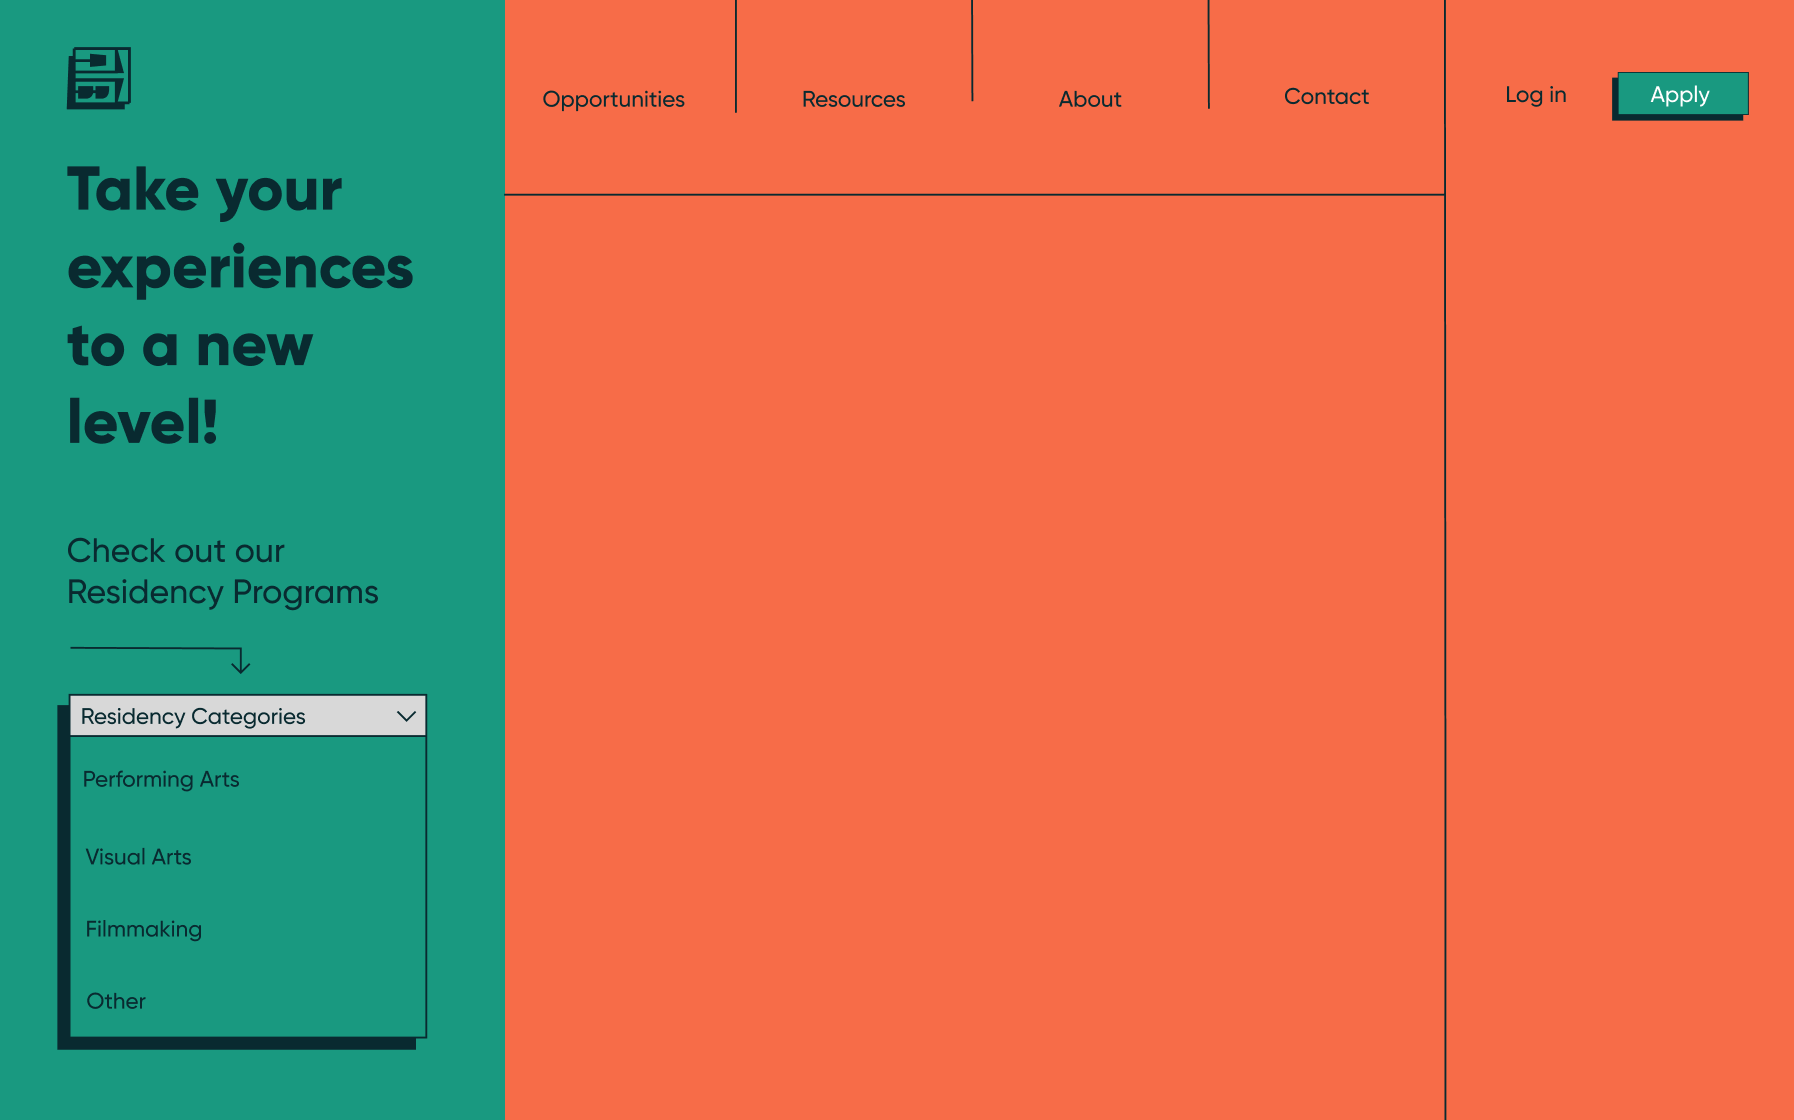 Opportunities
Resources
About
Contact
Log in
Apply
Take your
experiences
to a new
level!
Check out our
Residency Programs
Residency Categories
Performing Arts
Visual Arts
Filmmaking
Other